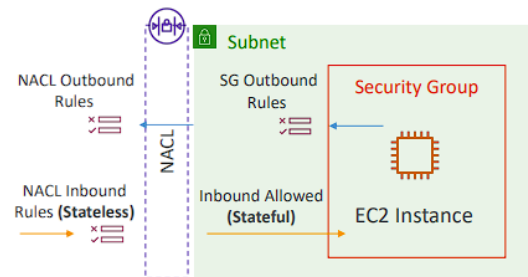 Subnet
NACL Outbound
Rules
SG Outbound
Rules
Security Group
NACL
NACL Inbound
Rules (Stateless)
Inbound Allowed
(Stateful)
EC2 Instance